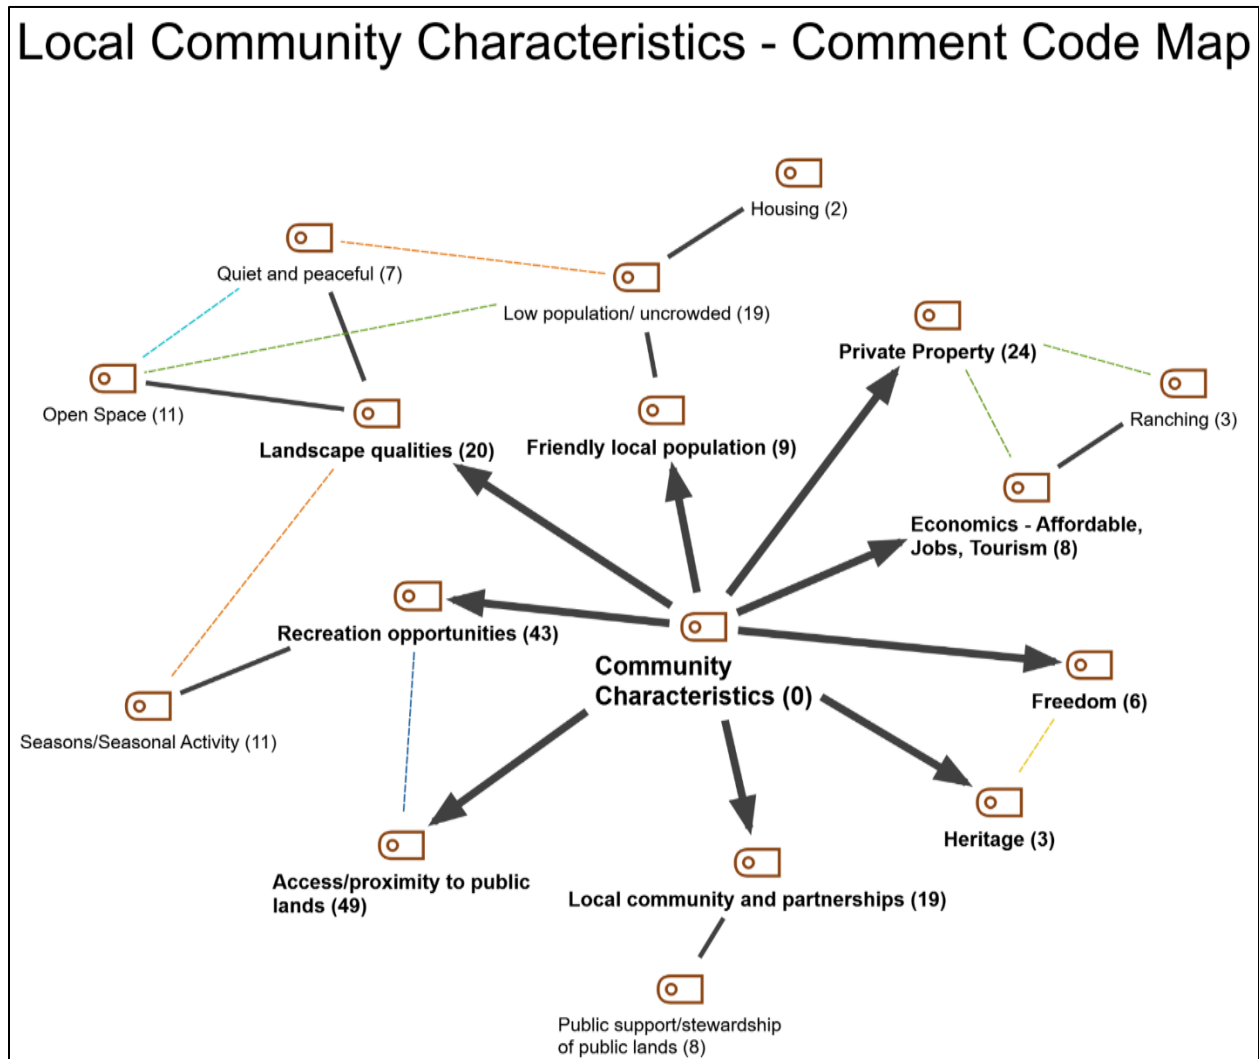 Local Community Characteristics - Comment Code Map
Housing (2)
Quiet and peaceful (7)
Low population/ uncrowded (19)
Private Property (24)
Open Space (11)
Ranching (3)
Landscape qualities (20)
Friendly local population (9)
Economics - Affordable,
Jobs, Tourism (8)
Recreation opportunities (43)
Community
Characteristics (0)
Freedom (6)
Seasons/Seasonal Activity (11)
Heritage (3)
Access/proximity to public
lands (49)
Local community and partnerships (19)
Public support/stewardship
of public lands (8)